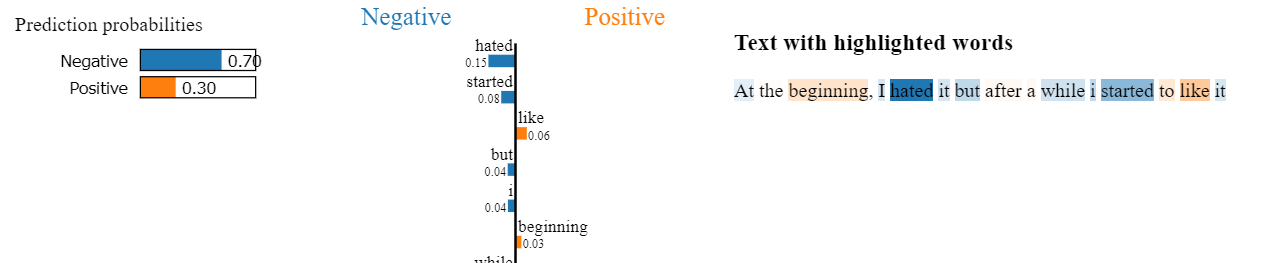 Prediction probabilities
Negative 0.70
Positive 0.30
Negative Positive
hated
0.15
started
0.08
like
0.06
but
0.04
i
0.04
beginning
0.03
while
Text with highlighted words
At the beginning, I hated it but after a while i started to like it